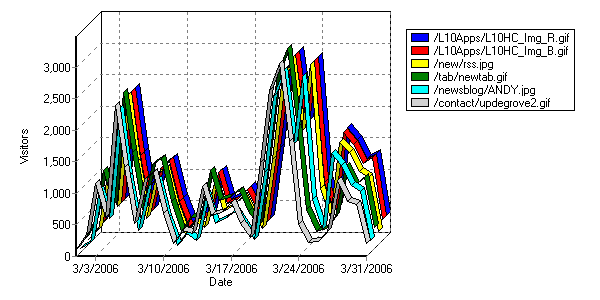 /L10Apps/L10HC_Img_R.gif
/L10Apps/L10HC_Img_B.gif
/new/rss.jpg
/tab/newtab.gif
/newsblog/ANDY.jpg
/contact/updegrove2.gif
Visitors
3,000
2,500
2,000
1,500
1,000
500
0
3/3/2006 3/10/2006 3/17/2006 3/24/2006 3/31/2006
Date